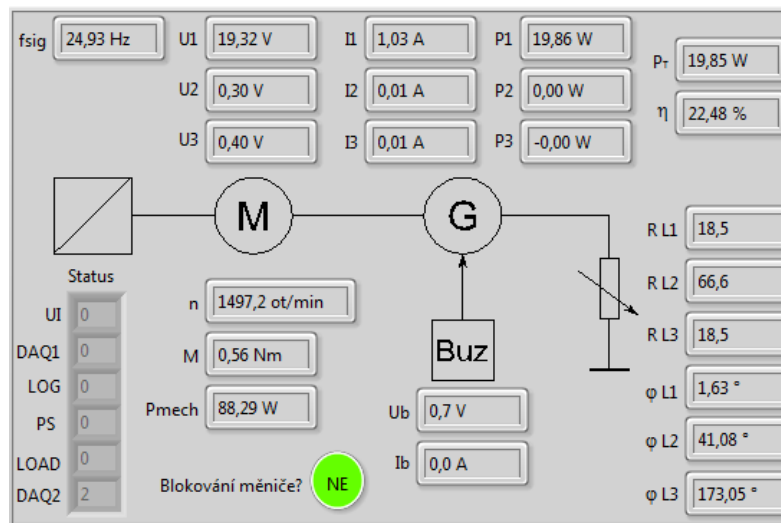 fsig 24,93 Hz U1 19,32 V I1 1,03 A P1 19,86 W
Pᴛ 19,85 W
U2 0,30 V I2 0,01 A P2 0,00 W
η 22,48 %
U3 0,40 V I3 0,01 A P3 -0,00 W
M G
R L1 18,5
Status
R L2 66,6
n 1497,2 ot/min
UI 0
R L3 18,5
DAQ1 0
M 0,56 Nm
Buz
LOG 0
φ L1 1,63 °
Pmech 88,29 W
Ub 0,7 V
PS 0
φ L2 41,08 °
LOAD 0
Ib 0,0 A
Blokování měniče? NE
DAQ2 2
φ L3 173,05 °